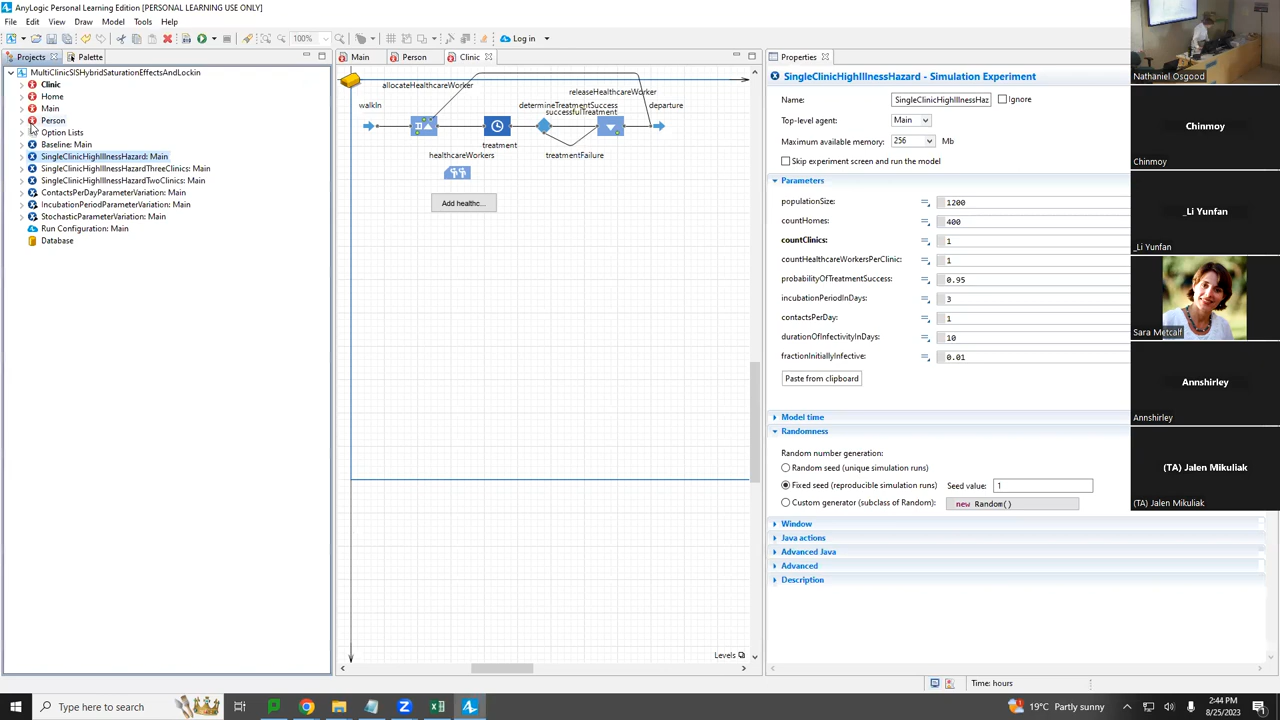 AnyLogic Personal Learning Edition [PERSONAL LEARNING USE ONLY]
File Edit View Draw Model Tools Help
100%
Log in
Projects
Palette
Main
Person
Clinic
Properties
MultiClinicSISHybridSaturationEffectsAndLockin
Clinic
Home
Main
Person
Option Lists
Baseline: Main
SingleClinicHighIllnessHazard: Main
SingleClinicHighIllnessHazardThreeClinics: Main
SingleClinicHighIllnessHazardTwoClinics: Main
ContactsPerDayParameterVariation: Main
IncubationPeriodParameterVariation: Main
StochasticParameterVariation: Main
Run Configuration: Main
Database
allocateHealthcareWorker
releaseHealthcareWorker
walkIn
determineTreatmentSuccess
departure
successfulTreatment
treatment
healthcareWorkers
treatmentFailure
Add healthc...
Levels
SingleClinicHighIllnessHazard - Simulation Experiment
Name:
SingleClinicHighIllnessHaz
Ignore
Top-level agent:
Main
Maximum available memory:
256
Mb
Skip experiment screen and run the model
Parameters
populationSize:
1200
countHomes:
400
countClinics:
1
countHealthcareWorkersPerClinic:
1
probabilityOfTreatmentSuccess:
0.95
incubationPeriodInDays:
3
contactsPerDay:
1
durationOfInfectivityInDays:
10
fractionInitiallyInfective:
0.01
Paste from clipboard
Model time
Randomness
Random number generation:
Random seed (unique simulation runs)
Fixed seed (reproducible simulation runs)
Seed value:
1
Custom generator (subclass of Random):
new Random()
Window
Java actions
Advanced Java
Advanced
Description
Time: hours
Nathaniel Osgood
Chinmoy
Chinmoy
_Li Yunfan
_Li Yunfan
Sara Metcalf
Annshirley
Annshirley
(TA) Jalen Mikuliak
(TA) Jalen Mikuliak
Type here to search
19°C Partly sunny
2:44 PM
8/25/2023